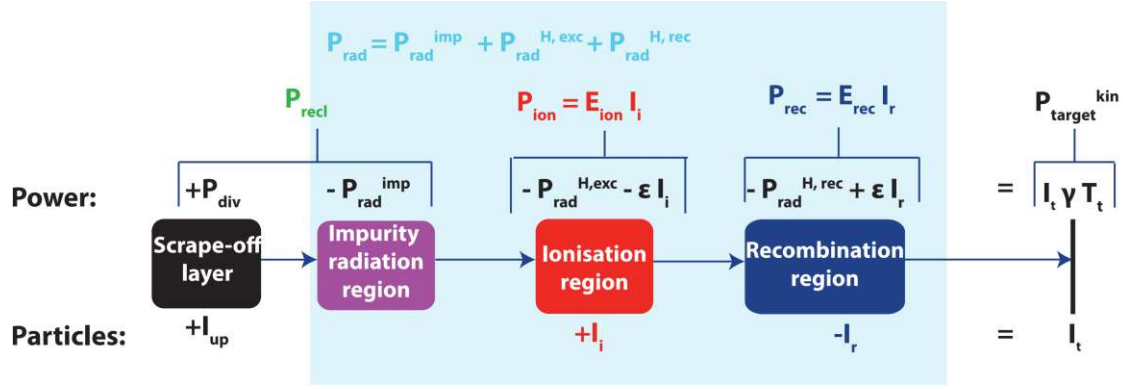 P_rad = P_rad^imp + P_rad^H, exc + P_rad^H, rec
P_recl
P_ion = E_ion I_i
P_rec = E_rec I_r
P_target^kin
Power:
+P_div
- P_rad^imp
- P_rad^H,exc - ε I_i
- P_rad^H, rec + ε I_r
=
I_t γ T_t
Scrape-off
layer
Impurity
radiation
region
Ionisation
region
Recombination
region
Particles:
+I_up
+I_i
-I_r
=
I_t